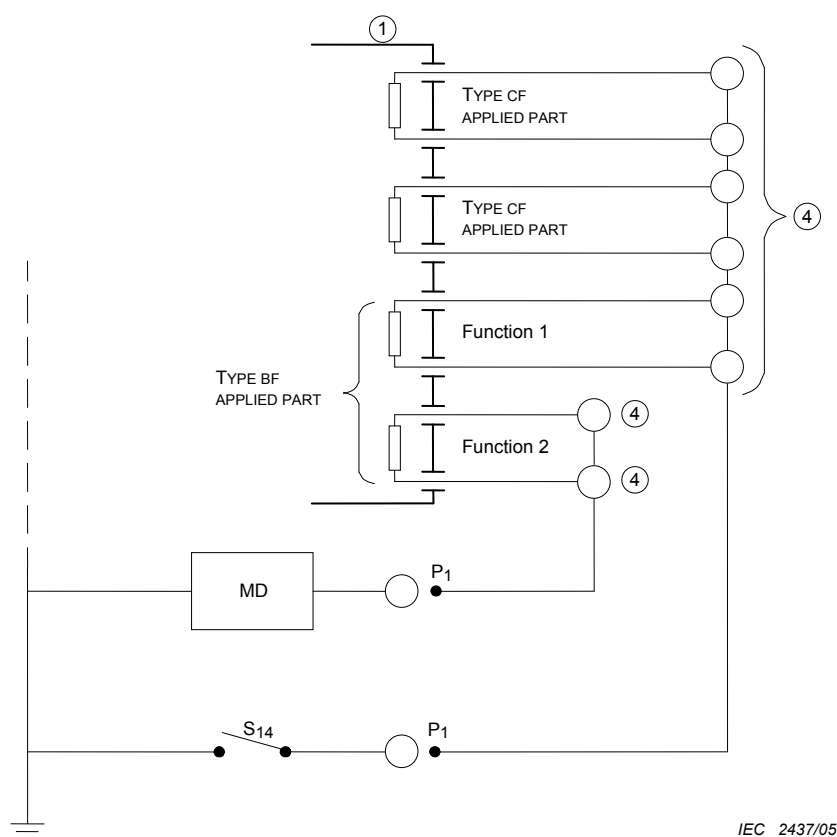 1
TYPE CF
APPLIED PART
TYPE CF
APPLIED PART
4
Function 1
TYPE BF
APPLIED PART
4
Function 2
4
MD
P1
S14
P1
IEC 2437/05